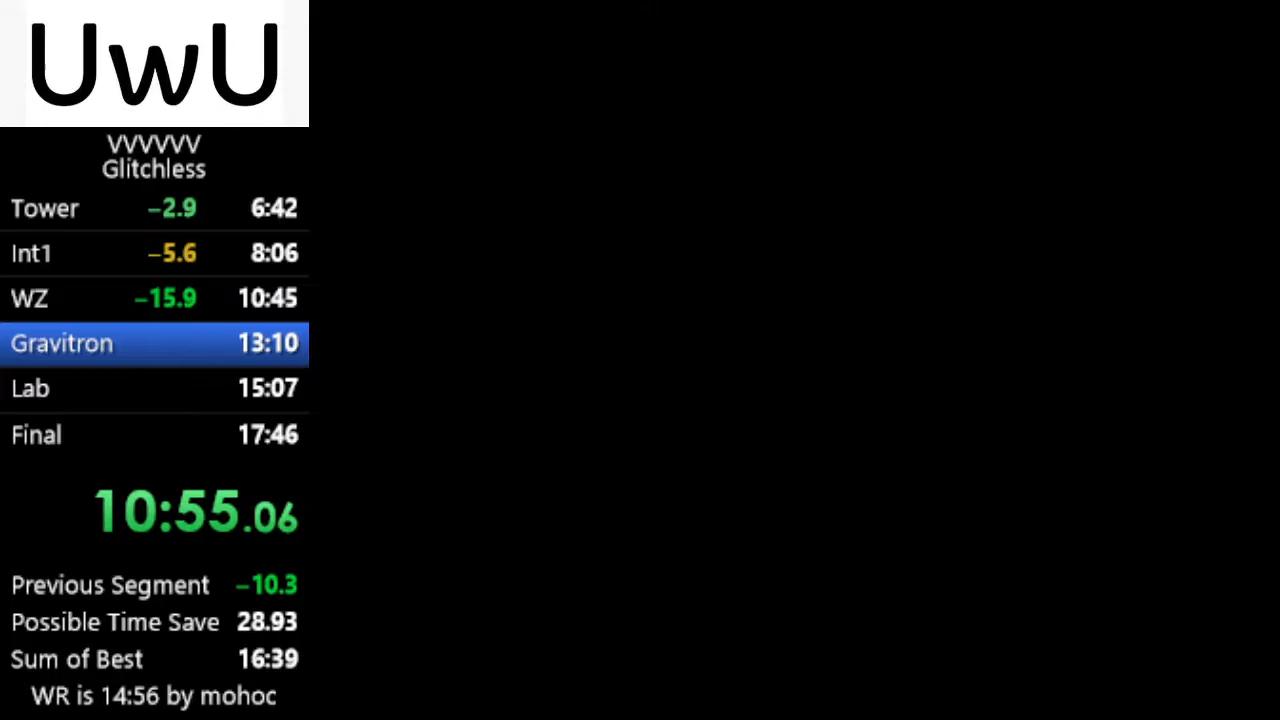 UwU
VVVVVV
Glitchless
Tower -2.9 6:42
Int1 -5.6 8:06
WZ -15.9 10:45
Gravitron 13:10
Lab 15:07
Final 17:46
10:55.06
Previous Segment -10.3
Possible Time Save 28.93
Sum of Best 16:39
WR is 14:56 by mohoc